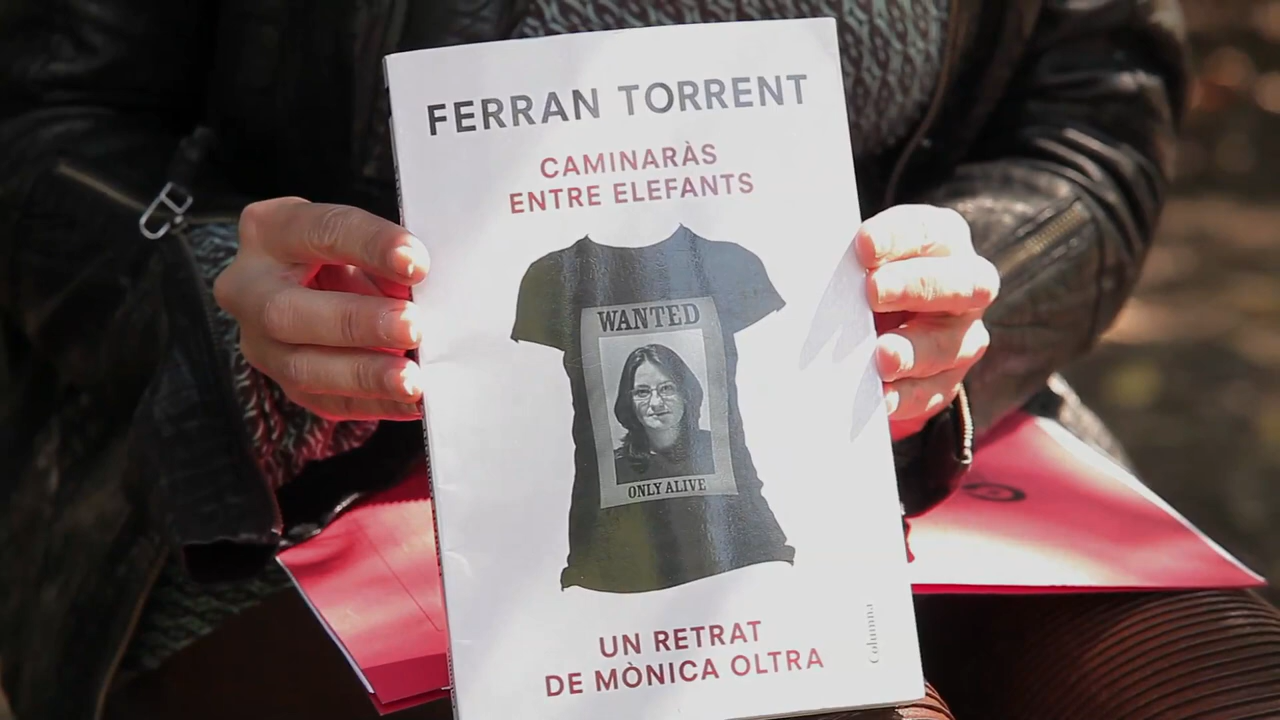 FERRAN TORRENT
CAMINARÀS
ENTRE ELEFANTS
WANTED
ONLY ALIVE
UN RETRAT
DE MÒNICA OLTRA
Columna